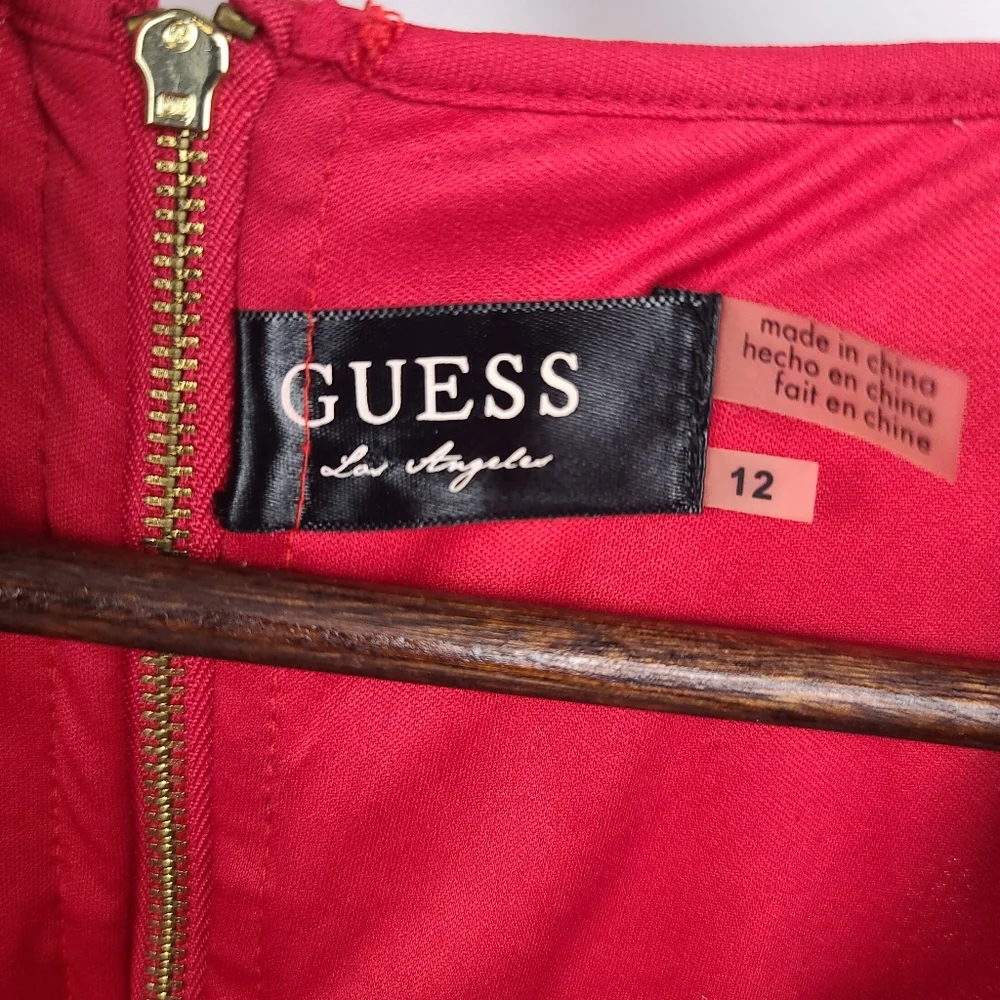 GUESS
Los Angeles
made in china
hecho en china
fait en chine
12